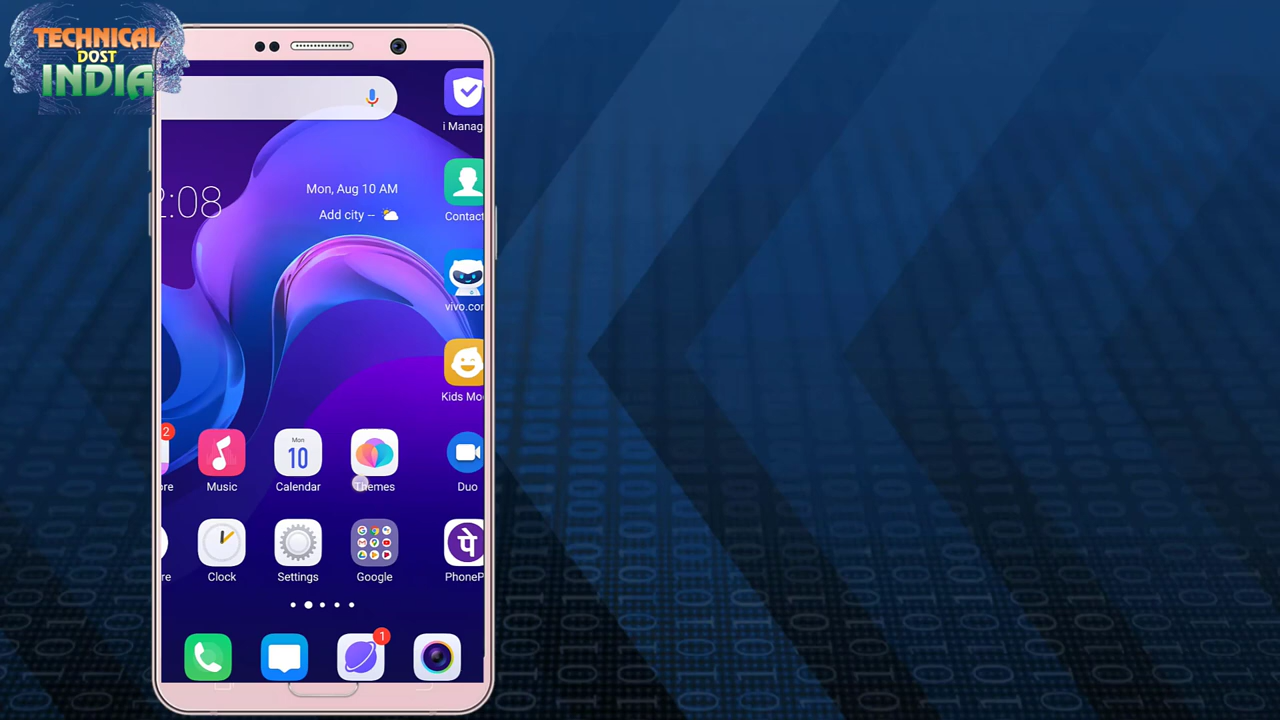 TECHNICAL
DOST
INDIA
2:08
Mon, Aug 10 AM
Add city --
i Manag
Contact
vivo.com
Kids Mo
2
Mon
10
re
Music
Calendar
Themes
Duo
पे
re
Clock
Settings
Google
PhoneP
1